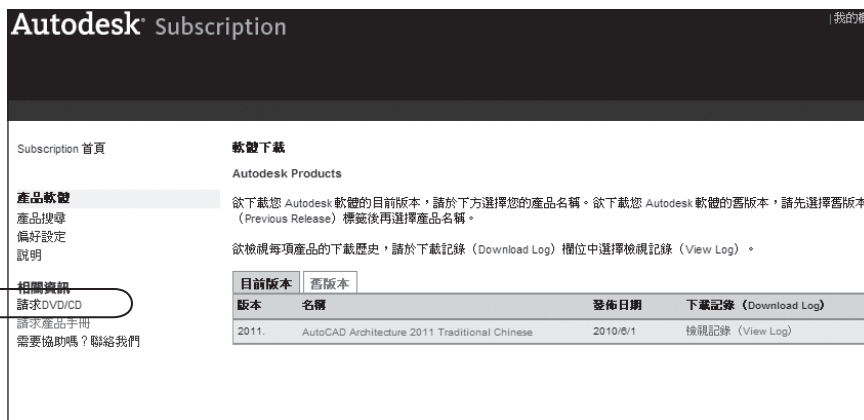 Autodesk Subscription
|我的
Subscription 首頁
產品軟體
產品搜尋
偏好設定
說明
相關資訊
請求DVD/CD
請求產品手冊
需要協助嗎？聯絡我們
軟體下載
Autodesk Products
欲下載您 Autodesk 軟體的目前版本，請於下方選擇您的產品名稱。欲下載您 Autodesk 軟體的舊版本，請先選擇舊版本
（Previous Release）標籤後再選擇產品名稱。
欲檢視每項產品的下載歷史，請於下載記錄（Download Log）欄位中選擇檢視記錄（View Log）。
目前版本 舊版本
版本 名稱 發佈日期 下載記錄（Download Log）
2011. AutoCAD Architecture 2011 Traditional Chinese 2010/6/1 檢視記錄（View Log）